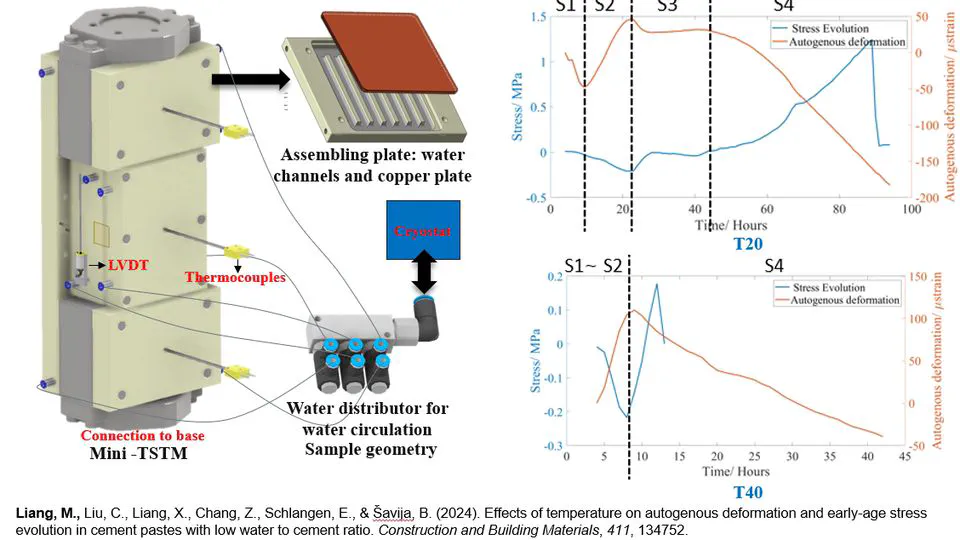 Assembling plate: water
channels and copper plate
Cryostat
LVDT
Thermocouples
Connection to base
Mini -TSTM
Water distributor for
water circulation
Sample geometry
S1
S2
S3
S4
Stress Evolution
Autogenous deformation
Stress/ MPa
1.5
1
0.5
0
-0.5
Autogenous deformation/ μstrain
50
0
-50
-100
-150
-200
0
20
40
60
80
100
Time/ Hours
T20
S1~ S2
S4
Stress Evolution
Autogenous deformation
Stress/ MPa
0.2
0.1
0
-0.1
-0.2
-0.3
Autogenous deformation/ μstrain
150
100
50
0
-50
0
5
10
15
20
25
30
35
40
45
Time/ Hours
T40
Liang, M., Liu, C., Liang, X., Chang, Z., Schlangen, E., & Šavija, B. (2024). Effects of temperature on autogenous deformation and early-age stress
evolution in cement pastes with low water to cement ratio. Construction and Building Materials, 411, 134752.